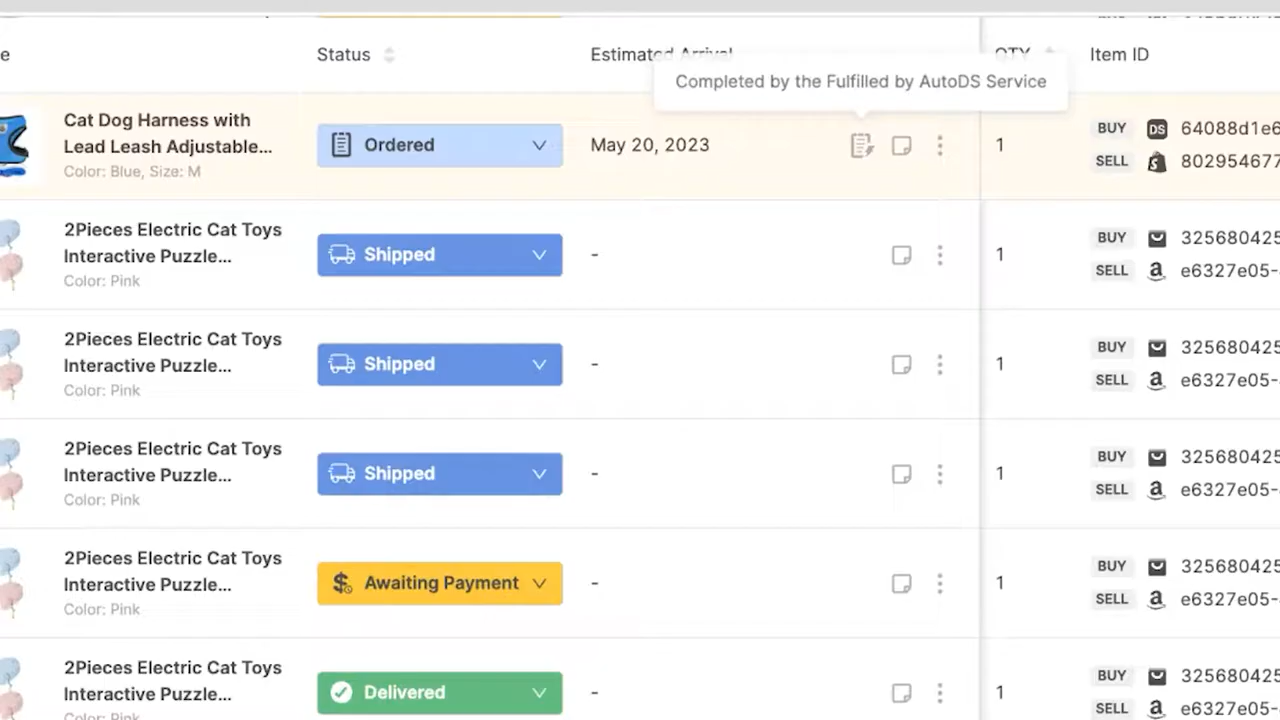 e Status Estimated Arrival QTY Item ID
Completed by the Fulfilled by AutoDS Service
Cat Dog Harness with
Lead Leash Adjustable...
Color: Blue, Size: M
Ordered
May 20, 2023
1
BUY DS 64088d1e6
SELL 802954677
2Pieces Electric Cat Toys
Interactive Puzzle...
Color: Pink
Shipped
-
1
BUY 325680425
SELL a e6327e05-
2Pieces Electric Cat Toys
Interactive Puzzle...
Color: Pink
Shipped
-
1
BUY 325680425
SELL a e6327e05-
2Pieces Electric Cat Toys
Interactive Puzzle...
Color: Pink
Shipped
-
1
BUY 325680425
SELL a e6327e05-
2Pieces Electric Cat Toys
Interactive Puzzle...
Color: Pink
Awaiting Payment
-
1
BUY 325680425
SELL a e6327e05-
2Pieces Electric Cat Toys
Interactive Puzzle...
Color: Pink
Delivered
-
1
BUY 325680425
SELL a e6327e05-